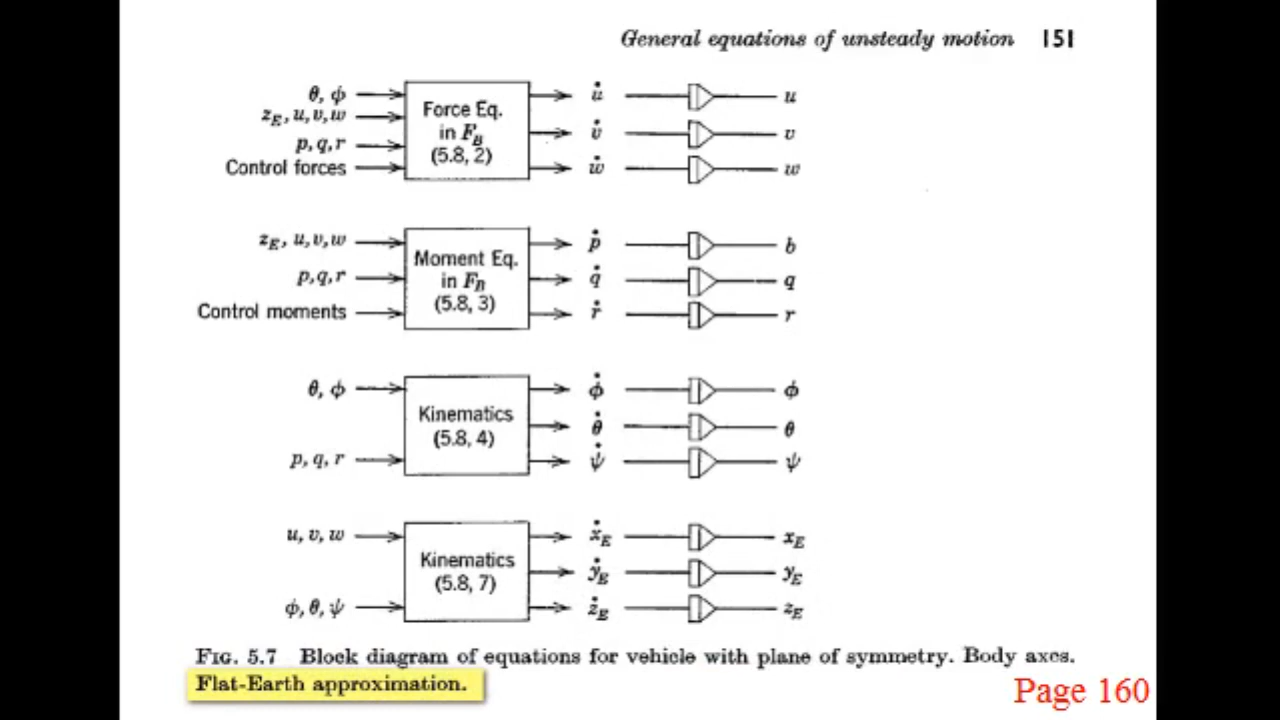 General equations of unsteady motion 151
θ, ϕ
z_E, u, v, w
p, q, r
Control forces
Force Eq.
in F_B
(5.8, 2)
u̇
v̇
ẇ
u
v
w
z_E, u, v, w
p, q, r
Control moments
Moment Eq.
in F_B
(5.8, 3)
ṗ
q̇
ṙ
b
q
r
θ, ϕ
p, q, r
Kinematics
(5.8, 4)
ϕ̇
θ̇
ψ̇
ϕ
θ
ψ
u, v, w
ϕ, θ, ψ
Kinematics
(5.8, 7)
ẋ_E
ẏ_E
ż_E
x_E
y_E
z_E
FIG. 5.7 Block diagram of equations for vehicle with plane of symmetry. Body axes.
Flat-Earth approximation.
Page 160